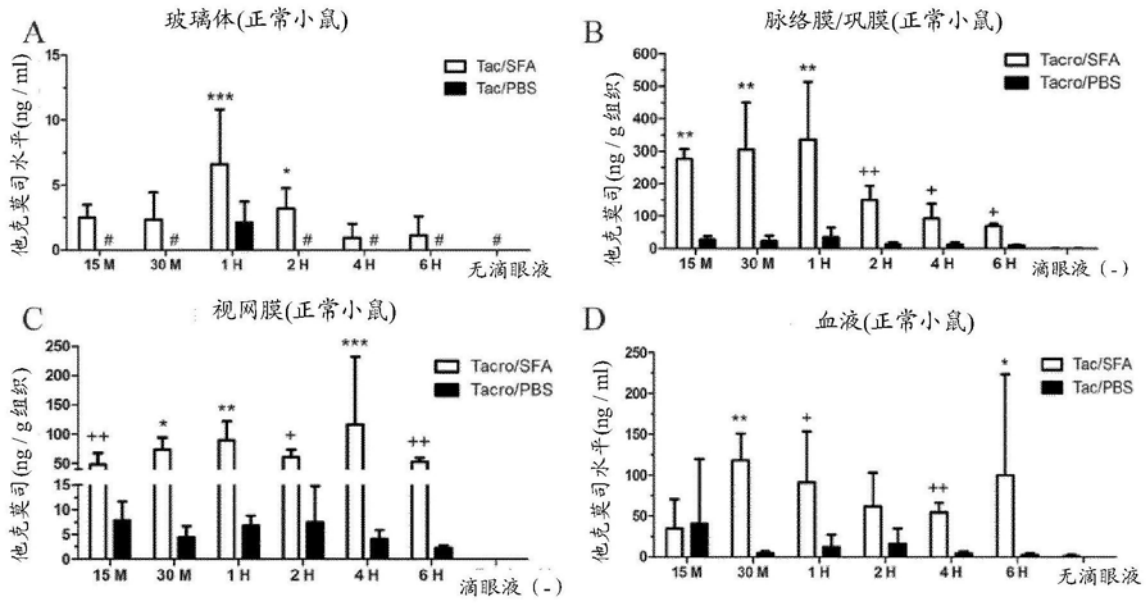 A
玻璃体(正常小鼠)
他克莫司水平(ng / ml)
15
10
5
0
Tac/SFA
Tac/PBS
***
*
#
#
#
#
#
#
15 M
30 M
1 H
2 H
4 H
6 H
无滴眼液
B
脉络膜/巩膜(正常小鼠)
他克莫司(ng / g 组织)
600
500
400
300
200
100
0
Tacro/SFA
Tacro/PBS
**
**
**
++
+
+
15 M
30 M
1 H
2 H
4 H
6 H
滴眼液 (-)
C
视网膜(正常小鼠)
他克莫司(ng / g组织)
250
200
150
100
50
15
10
5
0
Tacro/SFA
Tacro/PBS
++
*
**
+
***
++
15 M
30 M
1 H
2 H
4 H
6 H
滴眼液 (-)
D
血液(正常小鼠)
他克莫司水平(ng / ml)
250
200
150
100
50
0
Tac/SFA
Tac/PBS
**
+
++
*
15 M
30 M
1 H
2 H
4 H
6 H
无滴眼液